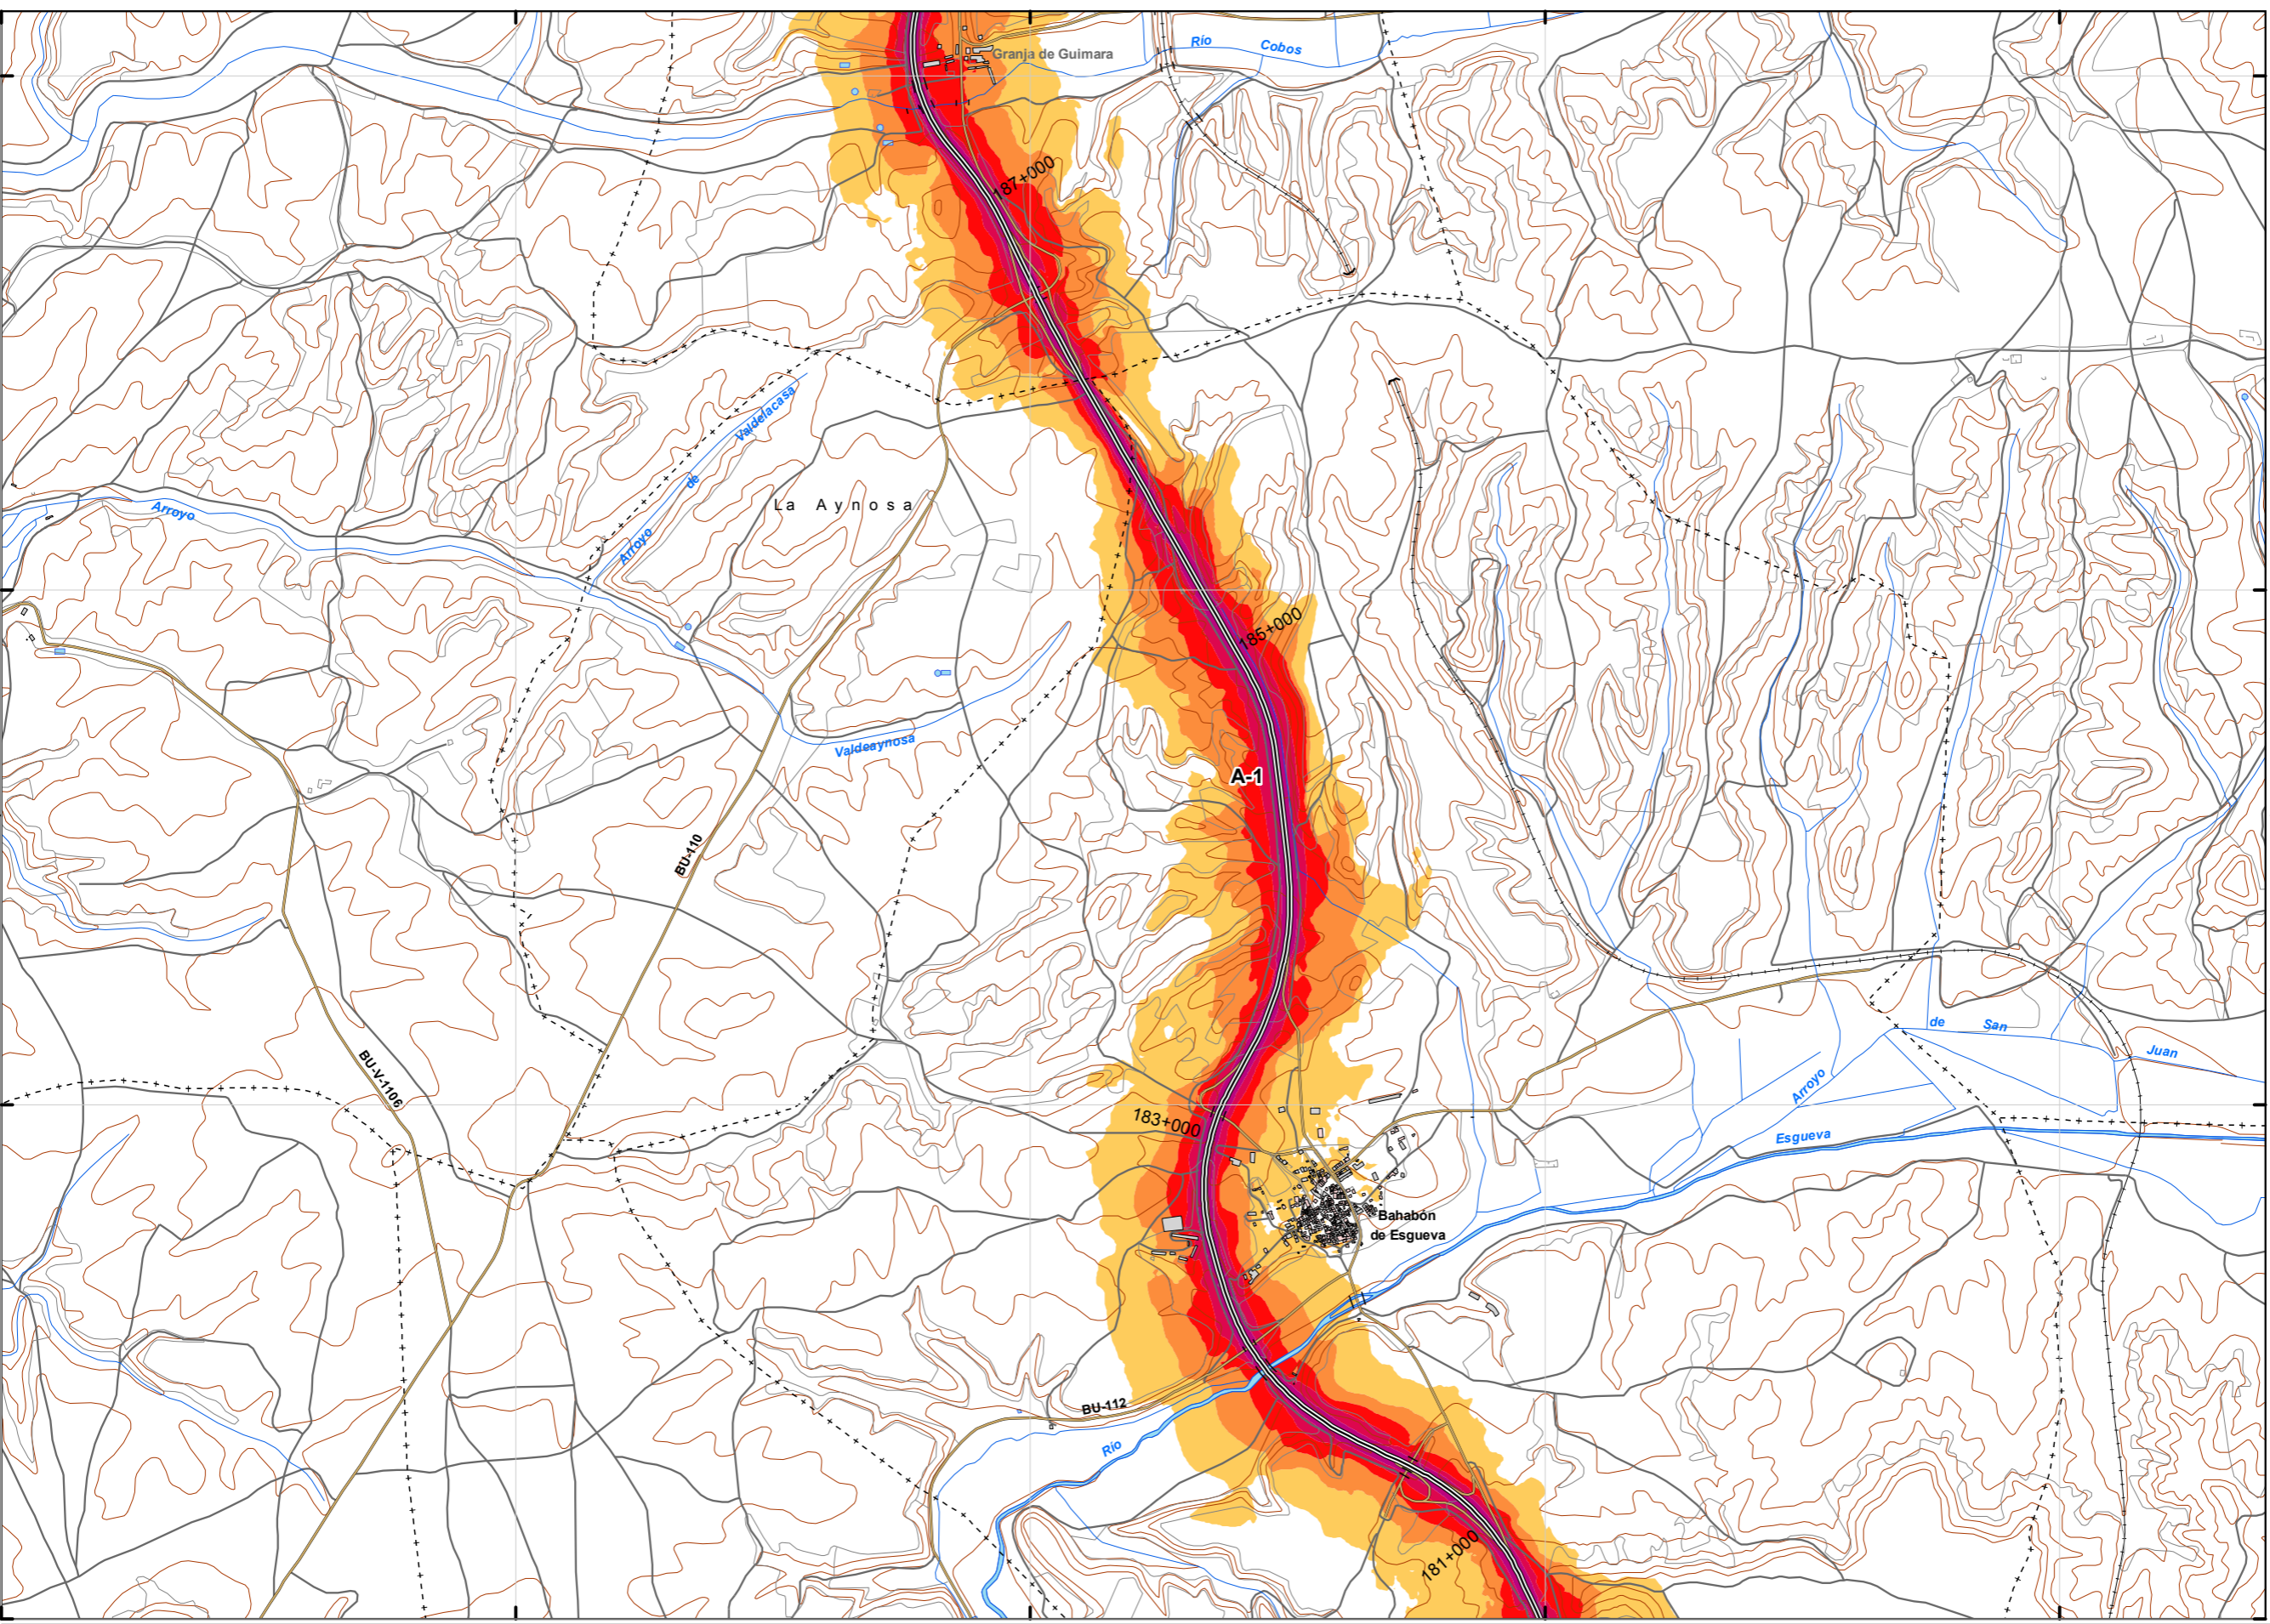 Río
Cobos
Granja de Guimara
187+000
Valdelacasa
de
Arroyo
Arroyo
La Aynosa
185+000
Valdeaynosa
A-1
BU-110
BU-V-1106
de San
Juan
Arroyo
183+000
Esgueva
Bahabón
de Esgueva
BU-112
Río
181+000